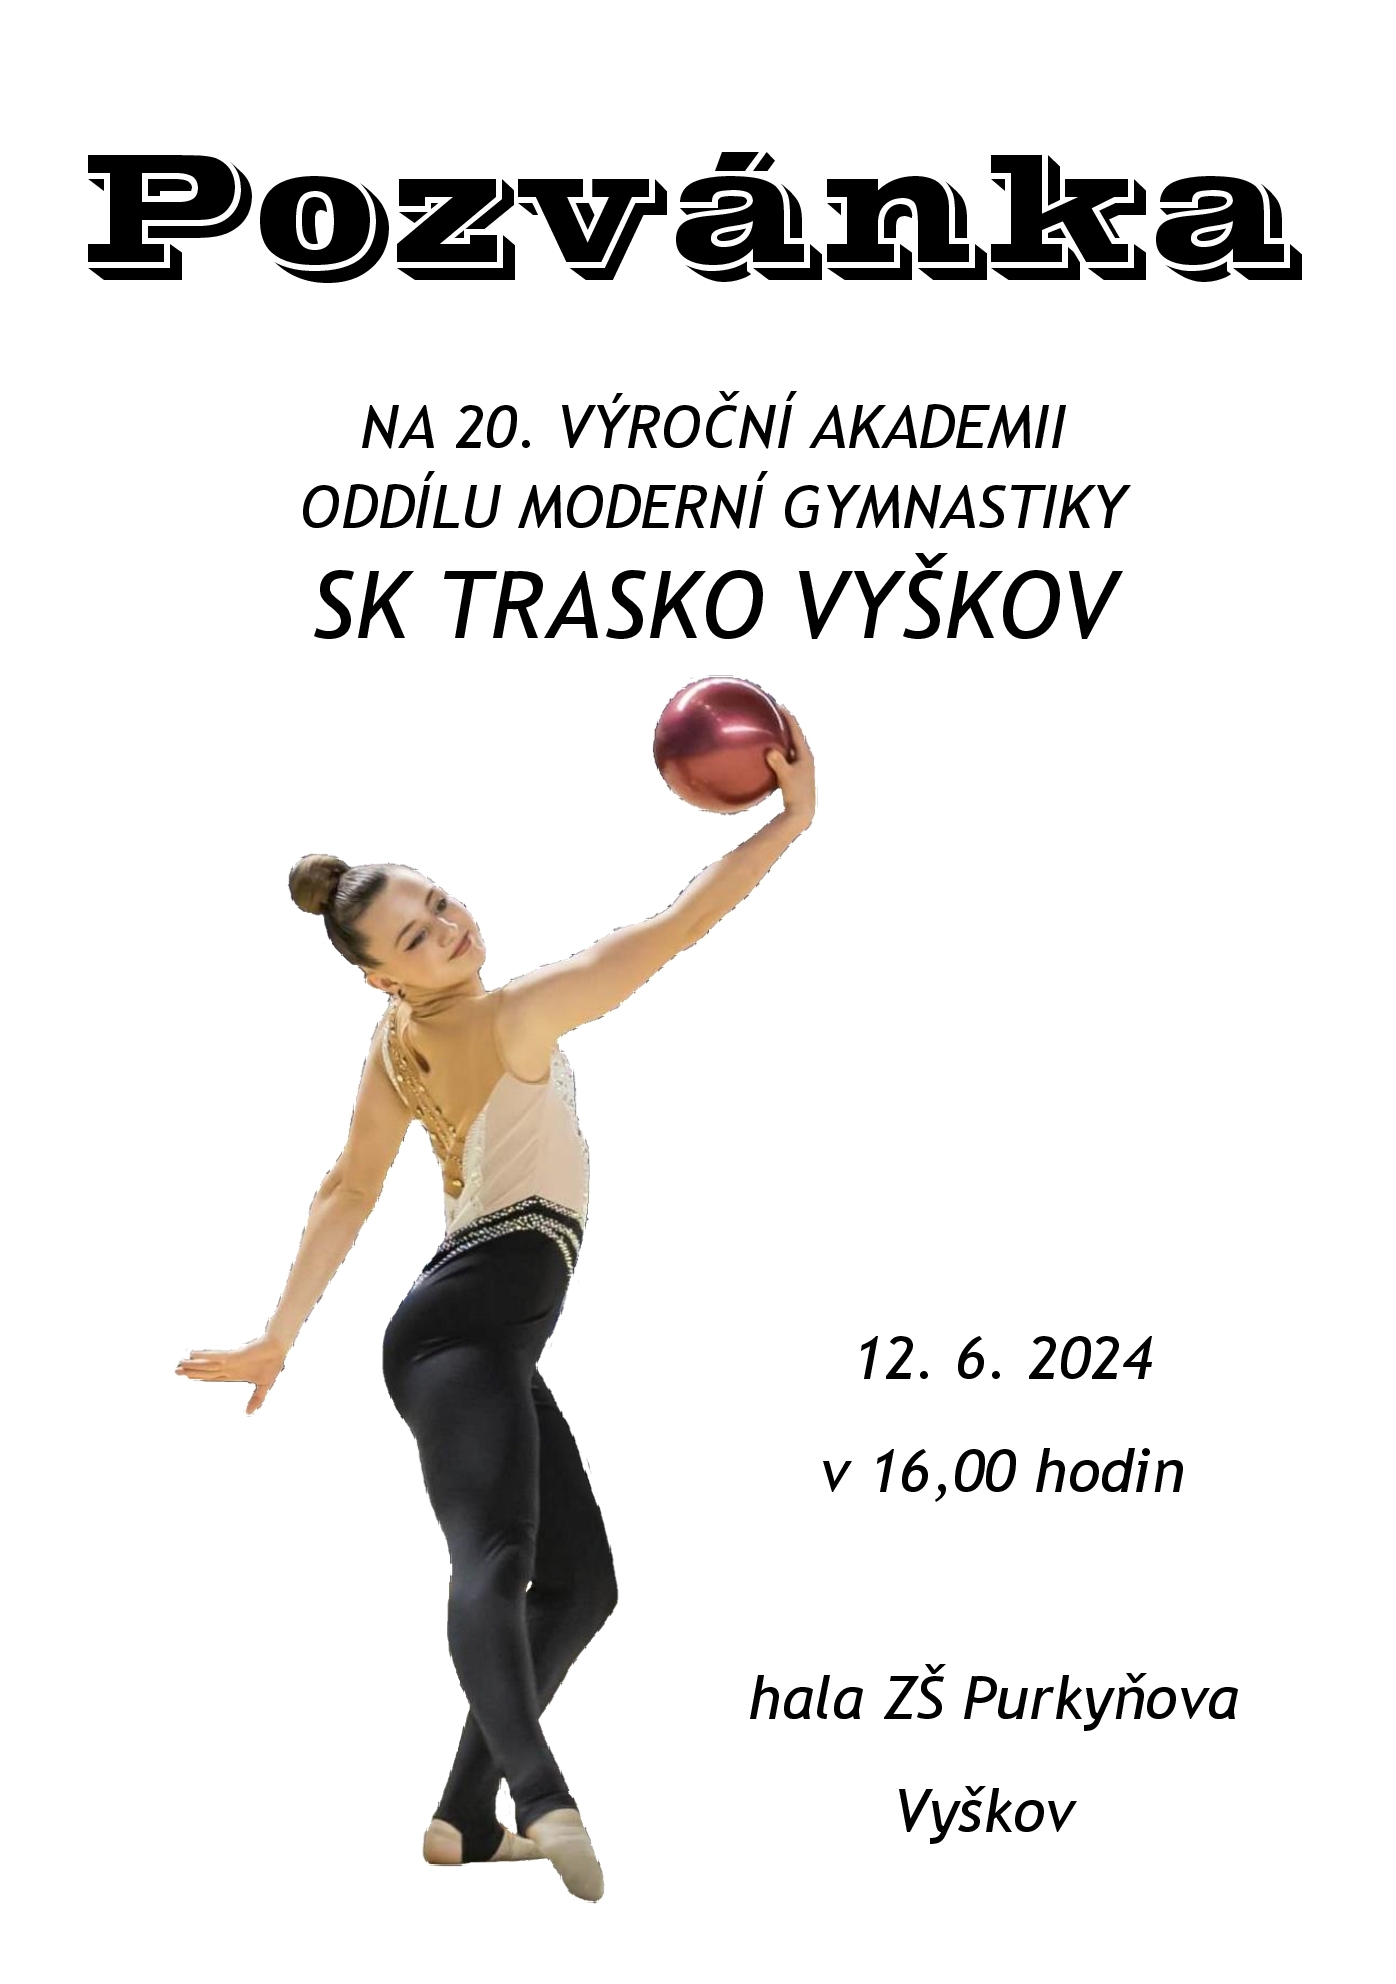 Pozvánka
NA 20. VÝROČNÍ AKADEMII
ODDÍLU MODERNÍ GYMNASTIKY
SK TRASKO VYŠKOV
12. 6. 2024
v 16,00 hodin
hala ZŠ Purkyňova
Vyškov